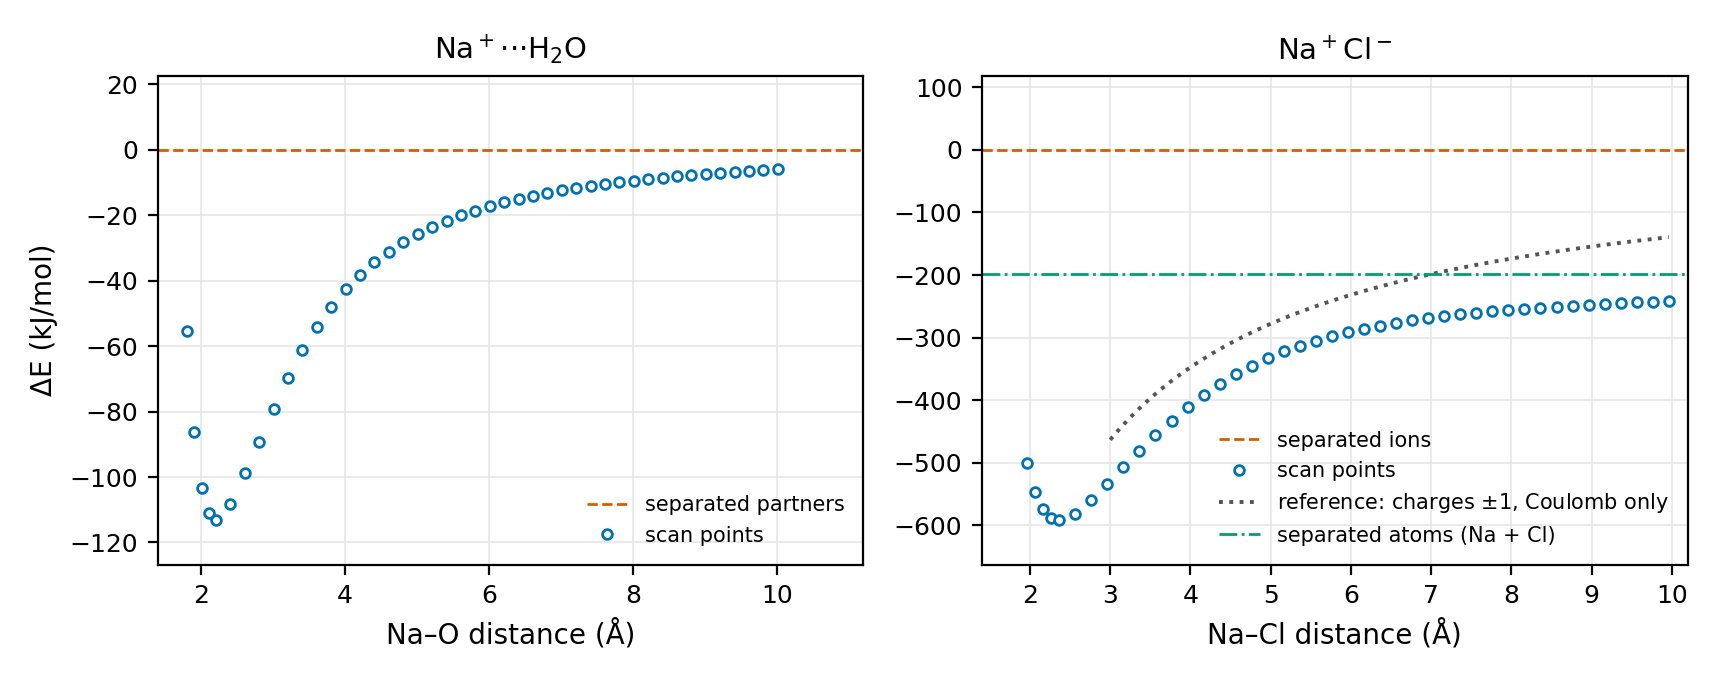 Na⁺···H₂O
20
0
−20
−40
−60
−80
−100
−120
ΔE (kJ/mol)
separated partners
scan points
2
4
6
8
10
Na–O distance (Å)
Na⁺Cl⁻
100
0
−100
−200
−300
−400
−500
−600
separated ions
scan points
reference: charges ±1, Coulomb only
separated atoms (Na + Cl)
2
3
4
5
6
7
8
9
10
Na–Cl distance (Å)